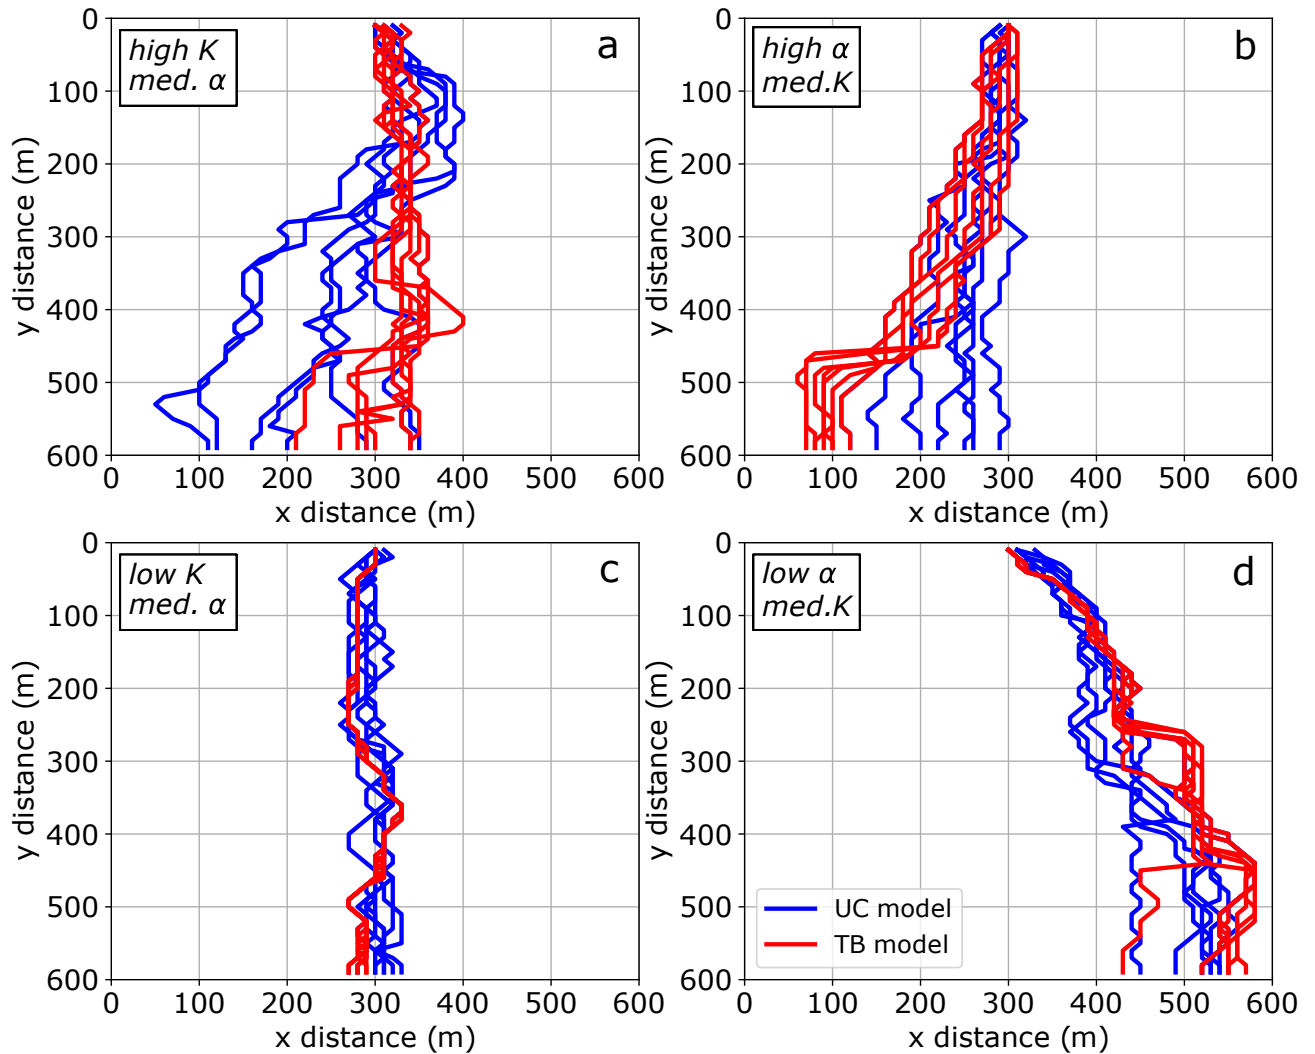 high K
med. α
a
0
100
200
300
400
500
600
y distance (m)
0 100 200 300 400 500 600
x distance (m)
high α
med.K
b
0
100
200
300
400
500
600
y distance (m)
0 100 200 300 400 500 600
x distance (m)
low K
med. α
c
0
100
200
300
400
500
600
y distance (m)
0 100 200 300 400 500 600
x distance (m)
low α
med.K
d
0
100
200
300
400
500
600
y distance (m)
UC model
TB model
0 100 200 300 400 500 600
x distance (m)